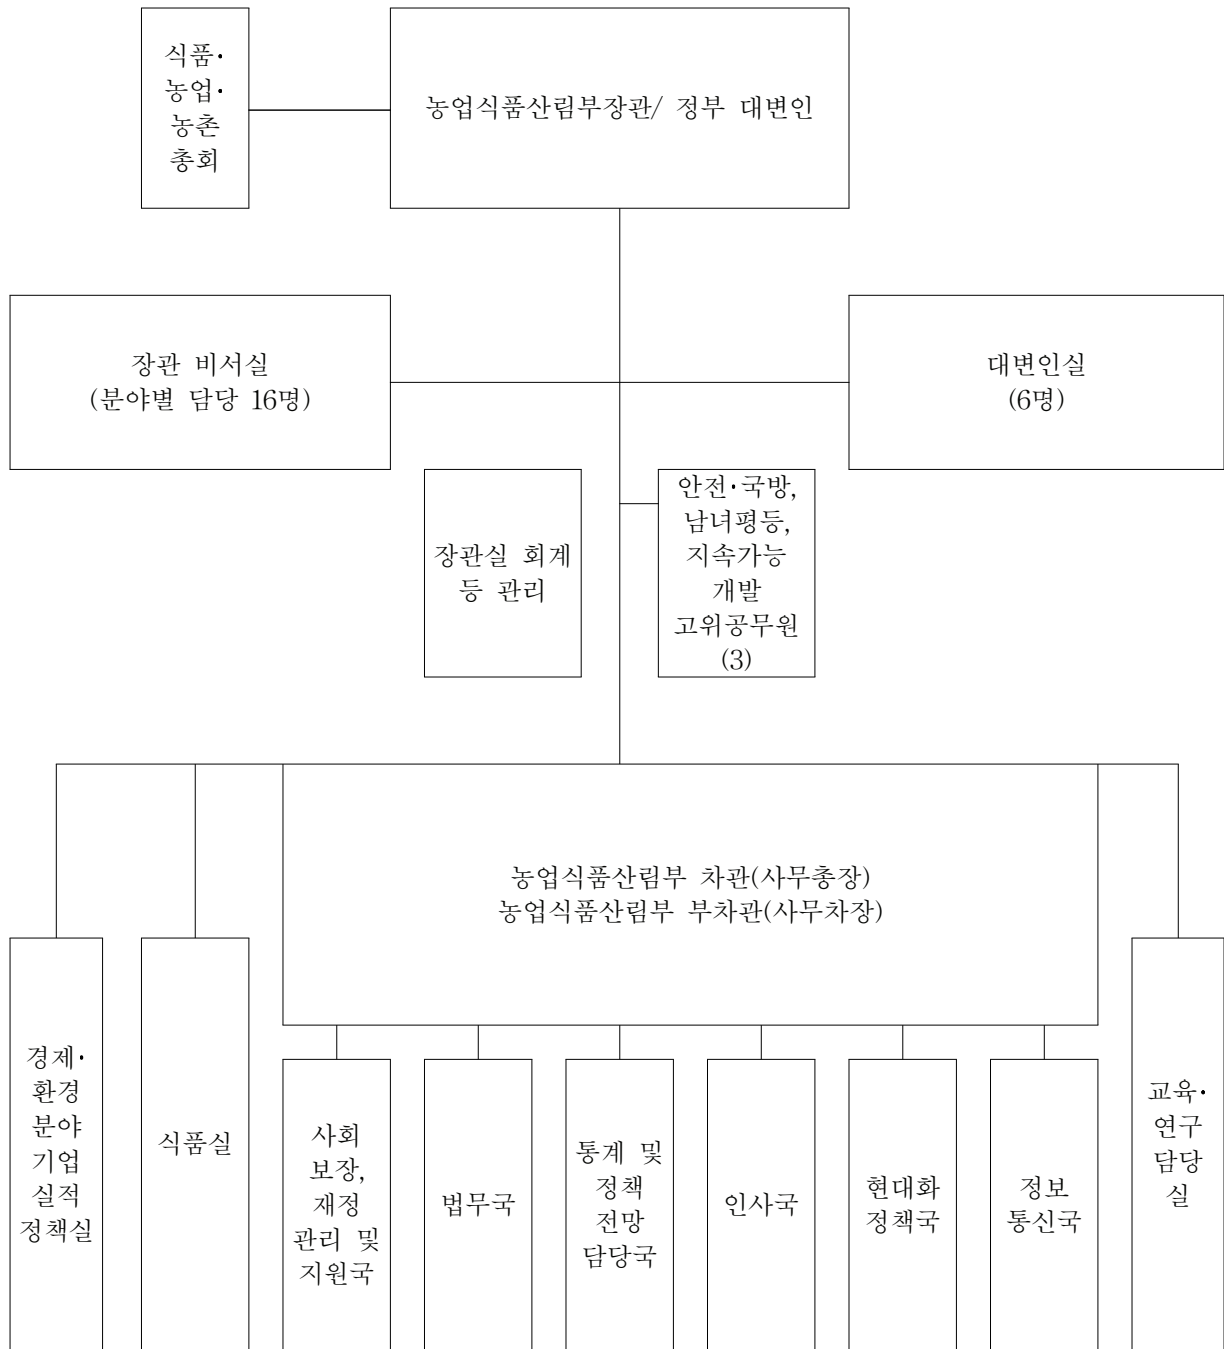 식품·
농업·
농촌
총회
농업식품산림부장관/ 정부 대변인
장관 비서실
(분야별 담당 16명)
대변인실
(6명)
장관실 회계
등 관리
안전·국방,
남녀평등,
지속가능
개발
고위공무원
(3)
농업식품산림부 차관(사무총장)
농업식품산림부 부차관(사무차장)
경제·
환경
분야
기업
실적
정책실
식품실
사회
보장,
재정
관리 및
지원국
법무국
통계 및
정책
전망
담당국
인사국
현대화
정책국
정보
통신국
교육·
연구
담당
실